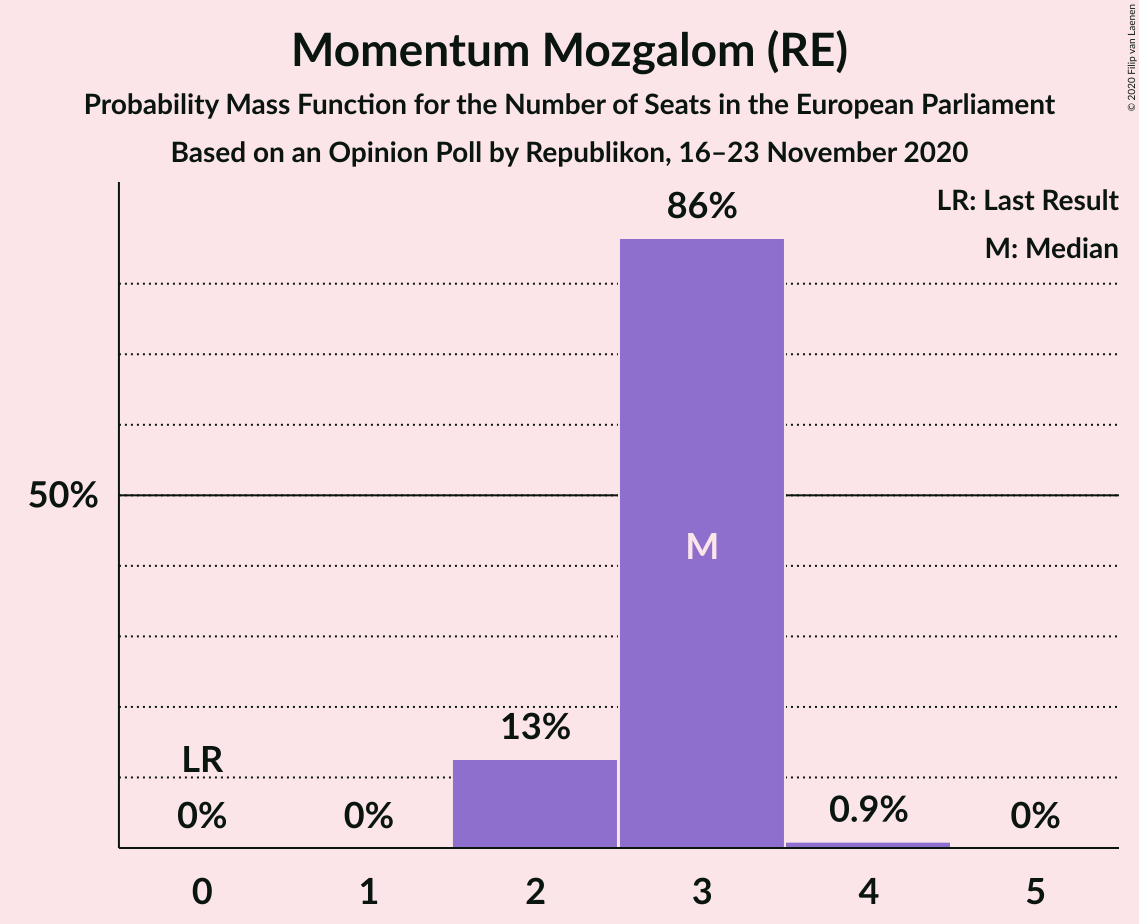 Momentum Mozgalom (RE)
Probability Mass Function for the Number of Seats in the European Parliament
Based on an Opinion Poll by Republikon, 16–23 November 2020
© 2020 Filip van Laenen
LR: Last Result
M: Median
86%
50%
M
13%
LR
0%
0%
0.9%
0%
0 1 2 3 4 5